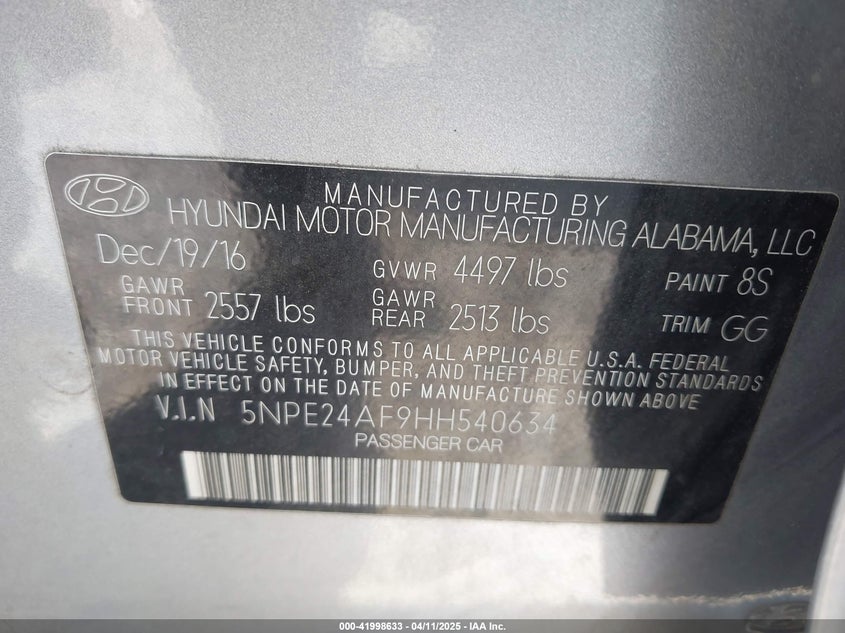 MANUFACTURED BY
HYUNDAI MOTOR MANUFACTURING ALABAMA, LLC
Dec/19/16 GVWR 4497 lbs PAINT 8S
GAWR FRONT 2557 lbs GAWR REAR 2513 lbs TRIM GG
THIS VEHICLE CONFORMS TO ALL APPLICABLE U.S.A. FEDERAL
MOTOR VEHICLE SAFETY, BUMPER, AND THEFT PREVENTION STANDARDS
IN EFFECT ON THE DATE OF MANUFACTURE SHOWN ABOVE
V.I.N 5NPE24AF9HH540634
PASSENGER CAR
000-41998633 - 04/11/2025 - IAA Inc.